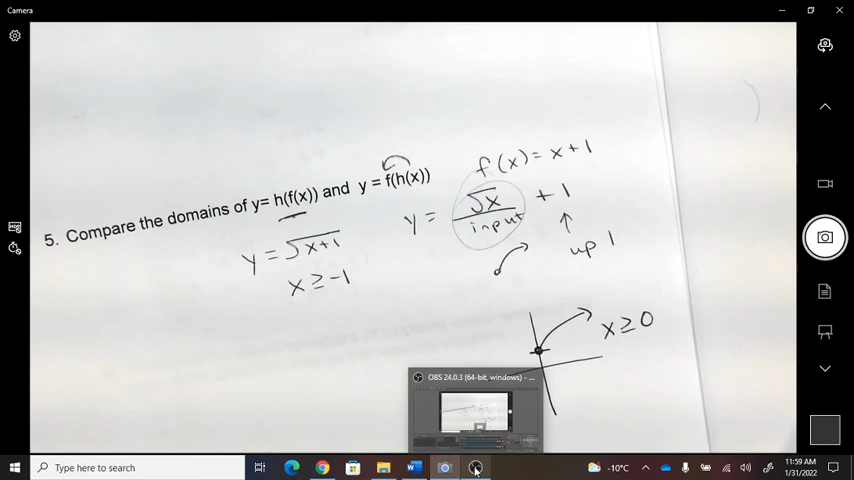 Camera
f(x) = x + 1
5. Compare the domains of y= h(f(x)) and y = f(h(x))
y = √x + 1
input
up 1
y = √x+1
x ≥ -1
x ≥ 0
OBS 24.0.3 (64-bit, windows) - ...
Type here to search
-10°C
11:59 AM
1/31/2022